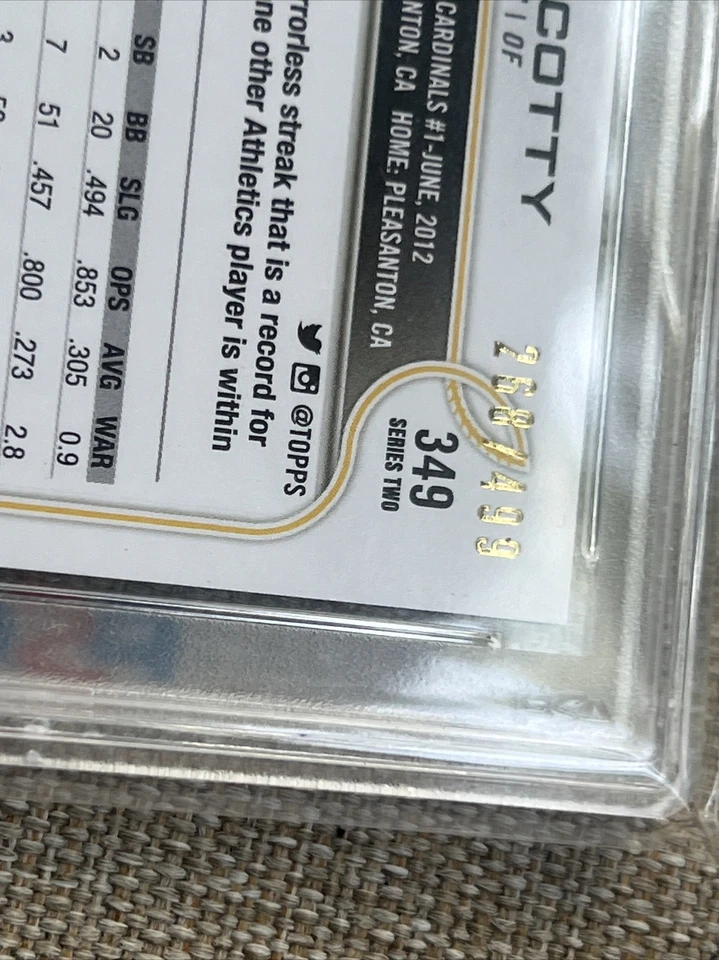 COTTY
OF
268/499
CARDINALS #1-JUNE, 2012
NTON, CA HOME: PLEASANTON, CA
349
SERIES TWO
@TOPPS
rrorless streak that is a record for
ne other Athletics player is within
SB BB SLG OPS AVG WAR
2 20 .494 .853 .305 0.9
7 51 .457 .800 .273 2.8
3